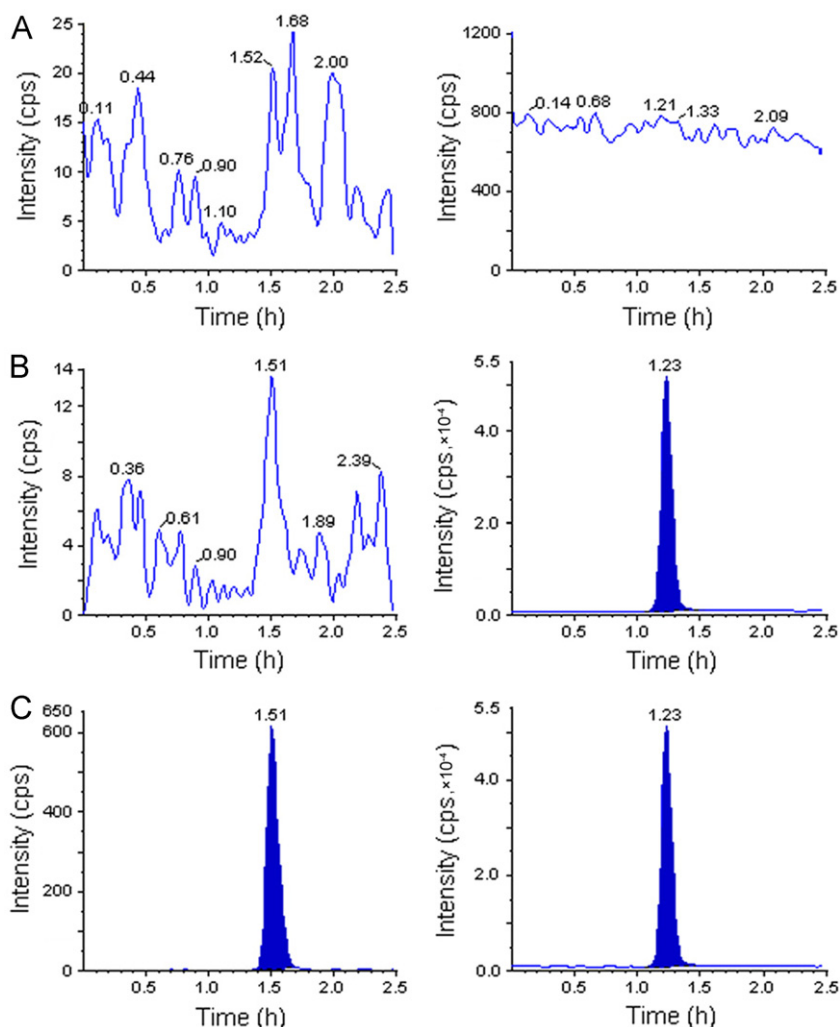 A
Intensity (cps)
25
20
15
10
5
0
0.11
0.44
0.76
0.90
1.10
1.52
1.68
2.00
0.5 1.0 1.5 2.0 2.5
Time (h)
Intensity (cps)
1200
800
400
0
0.14
0.68
1.21
1.33
2.09
0.5 1.0 1.5 2.0 2.5
Time (h)
B
Intensity (cps)
14
12
8
4
0
0.36
0.61
0.90
1.51
1.89
2.39
0.5 1.0 1.5 2.0 2.5
Time (h)
Intensity (cps,×10⁻⁴)
5.5
4.0
2.0
0.0
1.23
0.5 1.0 1.5 2.0 2.5
Time (h)
C
Intensity (cps)
650
600
400
200
0
1.51
0.5 1.0 1.5 2.0 2.5
Time (h)
Intensity (cps,×10⁻⁴)
5.5
4.0
2.0
0.0
1.23
0.5 1.0 1.5 2.0 2.5
Time (h)